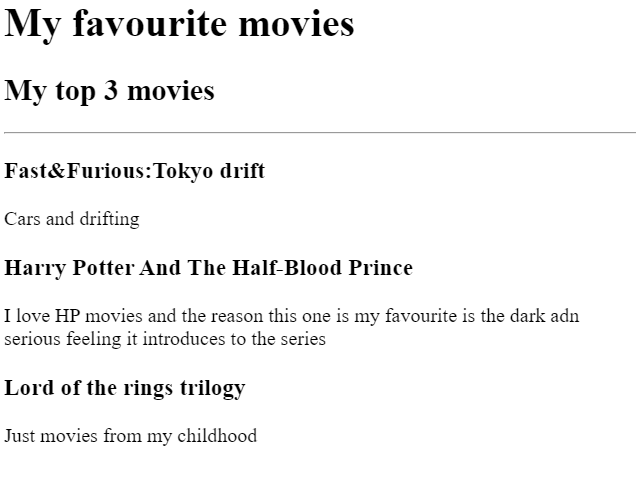 My favourite movies
My top 3 movies
Fast&Furious:Tokyo drift
Cars and drifting
Harry Potter And The Half-Blood Prince
I love HP movies and the reason this one is my favourite is the dark adn
serious feeling it introduces to the series
Lord of the rings trilogy
Just movies from my childhood